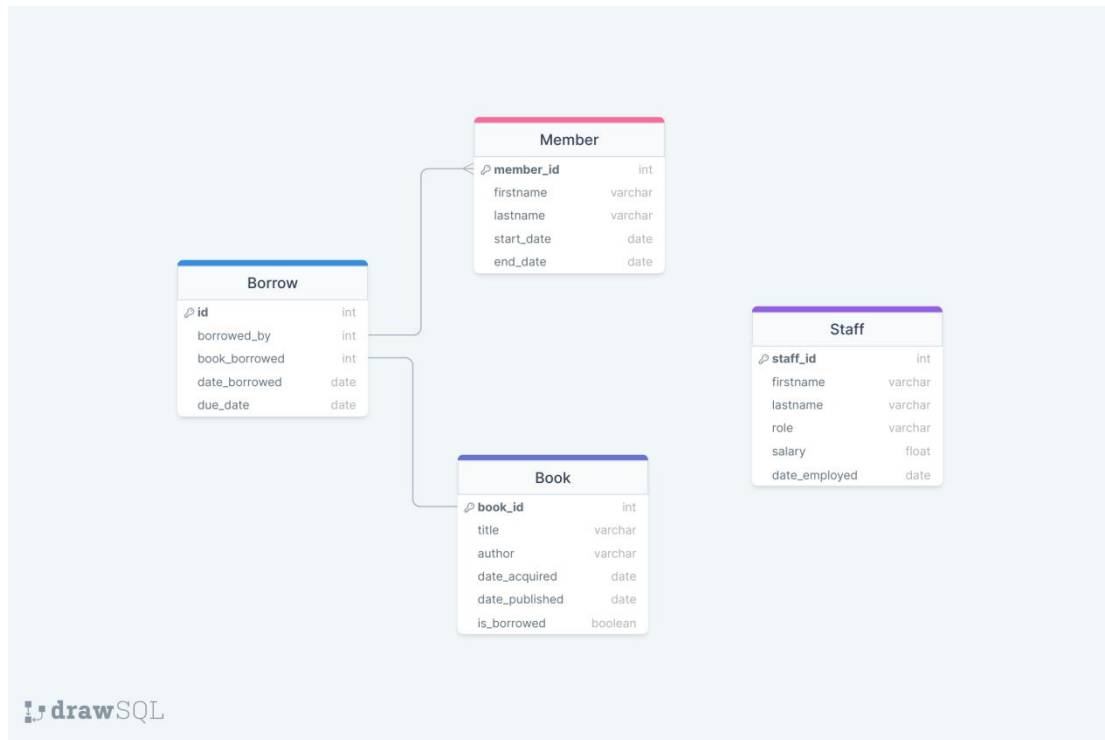 Member
member_id int
firstname varchar
lastname varchar
start_date date
end_date date
Borrow
id int
borrowed_by int
book_borrowed int
date_borrowed date
due_date date
Staff
staff_id int
firstname varchar
lastname varchar
role varchar
salary float
date_employed date
Book
book_id int
title varchar
author varchar
date_acquired date
date_published date
is_borrowed boolean
drawSQL